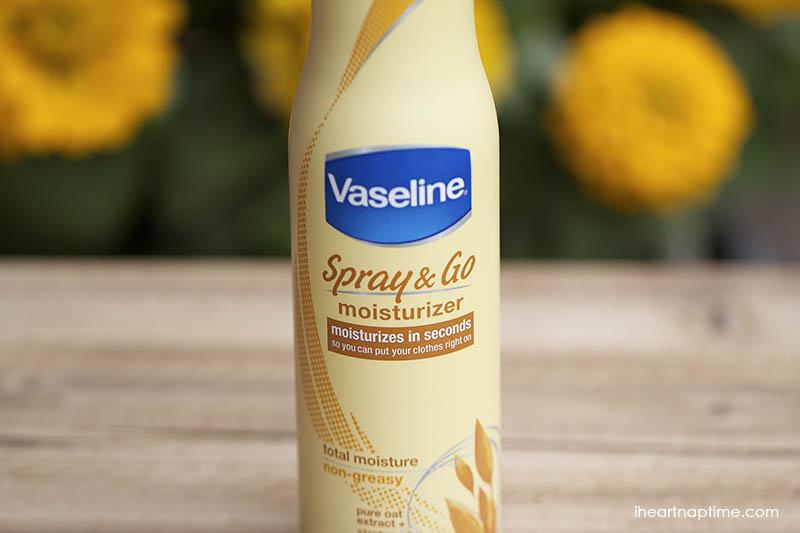 Vaseline
Spray & Go
moisturizer
moisturizes in seconds
so you can put your clothes right on
total moisture
non-greasy
pure oat
extract +
iheartnaptime.com